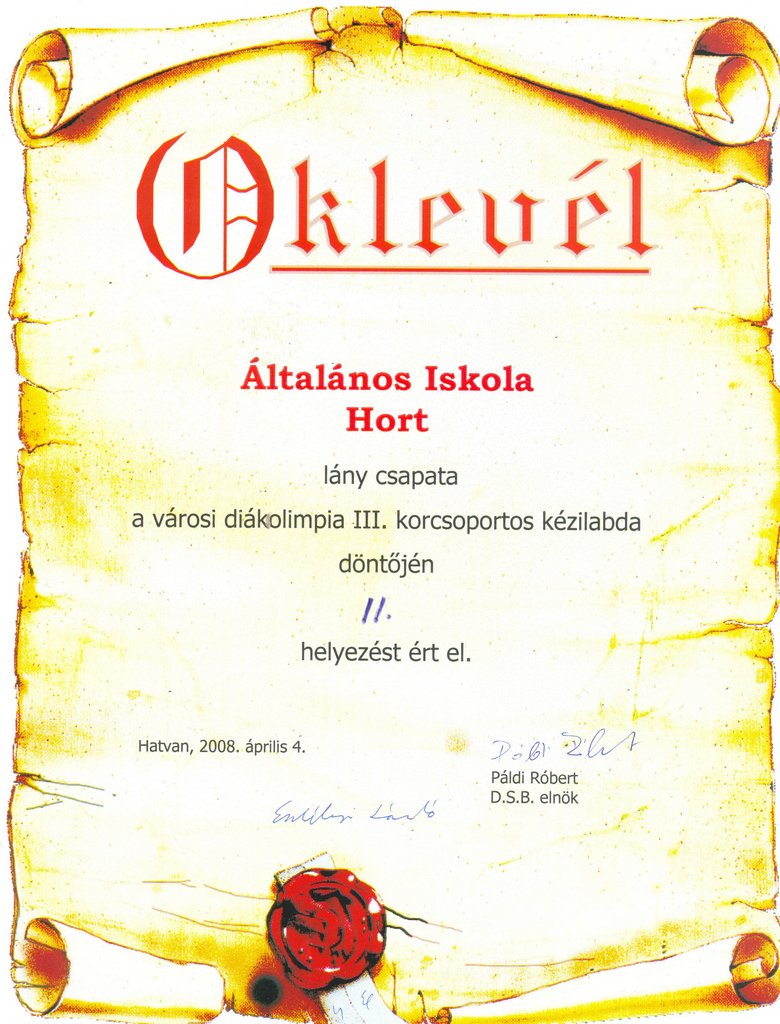 Oklevél
Általános Iskola
Hort
lány csapata
a városi diákolimpia III. korcsoportos kézilabda
döntőjén
II.
helyezést ért el.
Hatvan, 2008. április 4.
Páldi Róbert
D.S.B. elnök